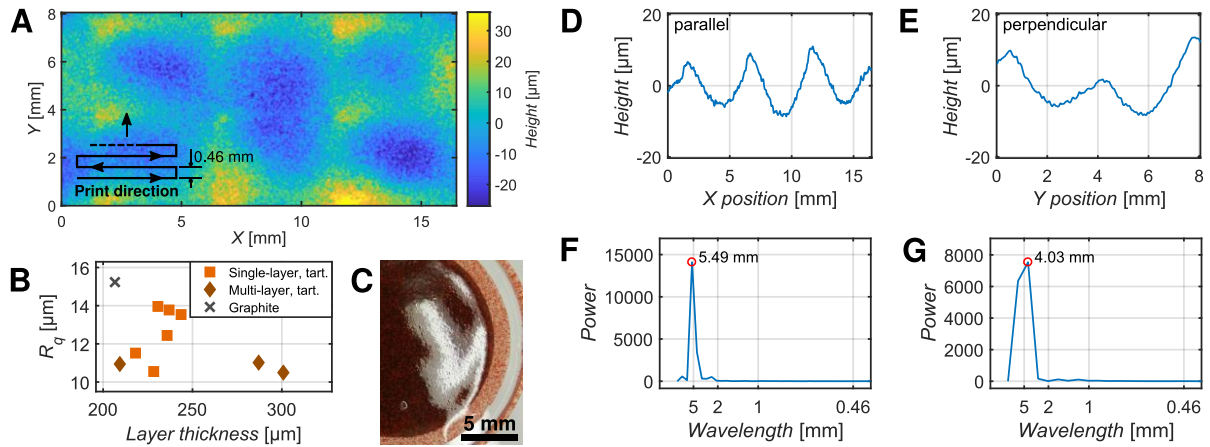 A
Y [mm]
8
6
4
2
0
0.46 mm
Print direction
0
5
10
15
X [mm]
30
20
10
0
-10
-20
Height [µm]
B
R_q [µm]
16
14
12
10
Single-layer, tart.
Multi-layer, tart.
Graphite
200
250
300
Layer thickness [µm]
C
5 mm
D
parallel
Height [µm]
20
0
-20
0
5
10
15
X position [mm]
E
perpendicular
Height [µm]
20
0
-20
0
2
4
6
8
Y position [mm]
F
5.49 mm
Power
15000
10000
5000
0
5
2
1
0.46
Wavelength [mm]
G
4.03 mm
Power
8000
6000
4000
2000
0
5
2
1
0.46
Wavelength [mm]